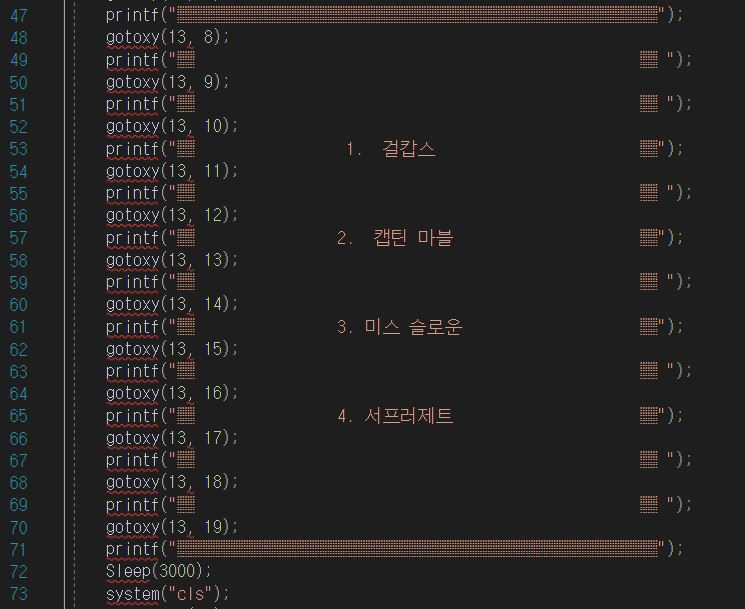 47 printf("▒▒▒▒▒▒▒▒▒▒▒▒▒▒▒▒▒▒▒▒▒▒▒▒▒▒▒▒▒▒▒▒▒▒▒▒▒▒▒▒▒▒▒▒▒▒▒▒▒▒▒▒▒▒");
48 gotoxy(13, 8);
49 printf("▒▒                                                  ▒▒ ");
50 gotoxy(13, 9);
51 printf("▒▒                                                  ▒▒ ");
52 gotoxy(13, 10);
53 printf("▒▒                 1.  걸캅스                       ▒▒");
54 gotoxy(13, 11);
55 printf("▒▒                                                  ▒▒ ");
56 gotoxy(13, 12);
57 printf("▒▒                2.  캡틴 마블                     ▒▒");
58 gotoxy(13, 13);
59 printf("▒▒                                                  ▒▒ ");
60 gotoxy(13, 14);
61 printf("▒▒                3. 미스 슬로운                    ▒▒");
62 gotoxy(13, 15);
63 printf("▒▒                                                  ▒▒ ");
64 gotoxy(13, 16);
65 printf("▒▒                4. 서프러제트                     ▒▒");
66 gotoxy(13, 17);
67 printf("▒▒                                                  ▒▒ ");
68 gotoxy(13, 18);
69 printf("▒▒                                                  ▒▒ ");
70 gotoxy(13, 19);
71 printf("▒▒▒▒▒▒▒▒▒▒▒▒▒▒▒▒▒▒▒▒▒▒▒▒▒▒▒▒▒▒▒▒▒▒▒▒▒▒▒▒▒▒▒▒▒▒▒▒▒▒▒▒▒▒");
72 Sleep(3000);
73 system("cls");